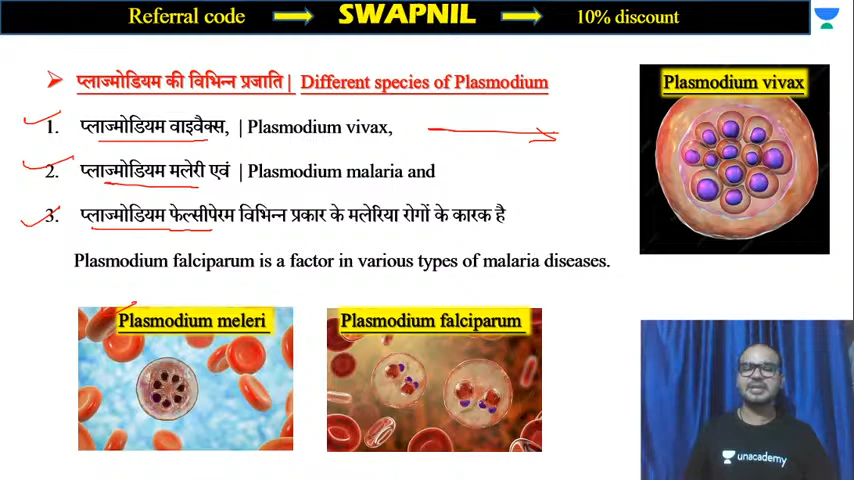 Referral code SWAPNIL 10% discount
प्लाज्मोडियम की विभिन्न प्रजाति | Different species of Plasmodium
Plasmodium vivax
1. प्लाज्मोडियम वाइवैक्स, | Plasmodium vivax,
2. प्लाज्मोडियम मलेरी एवं | Plasmodium malaria and
3. प्लाज्मोडियम फेल्सीपेरम विभिन्न प्रकार के मलेरिया रोगों के कारक है
Plasmodium falciparum is a factor in various types of malaria diseases.
Plasmodium meleri
Plasmodium falciparum
unacademy